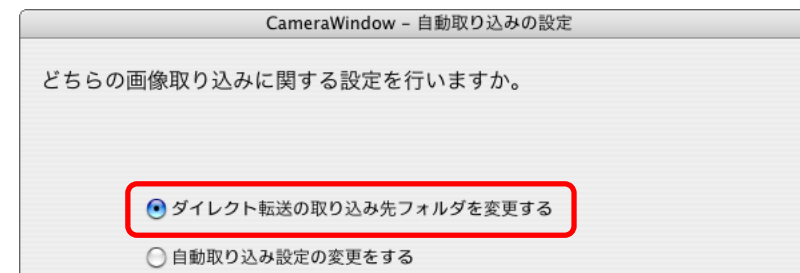 CameraWindow – 自動取り込みの設定
どちらの画像取り込みに関する設定を行いますか。
ダイレクト転送の取り込み先フォルダを変更する
自動取り込み設定の変更をする